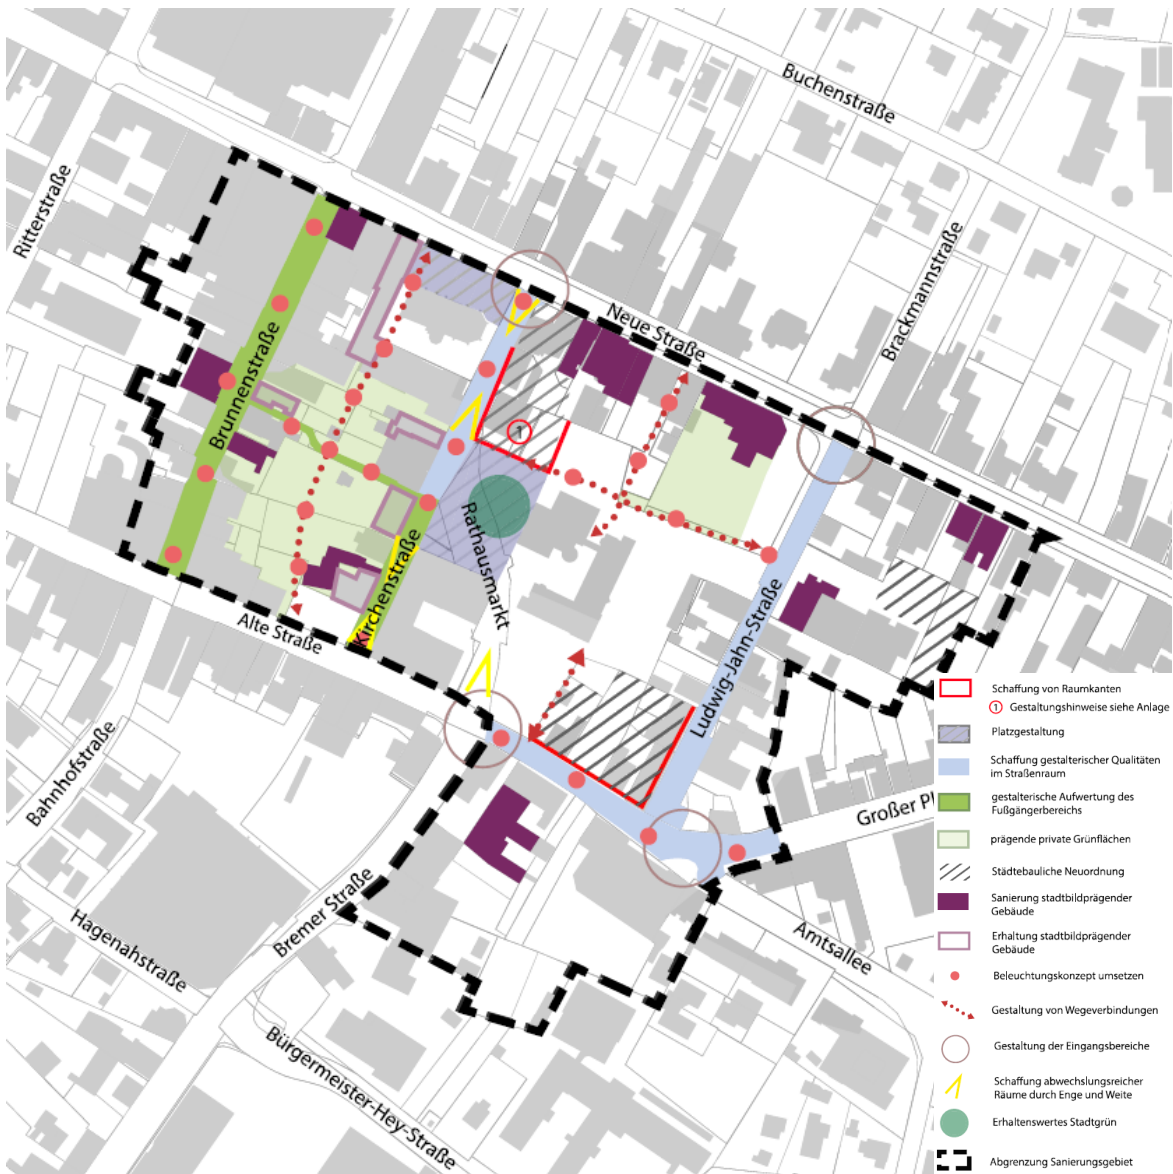 Buchenstraße
Ritterstraße
Brackmannstraße
Neue Straße
Brunnenstraße
1
Rathausmarkt
Kirchenstraße
Alte Straße
Ludwig-Jahn-Straße
Bahnhofstraße
Großer Pl
Bremer Straße
Hagenahstraße
Amtsallee
Bürgermeister-Hey-Straße
Schaffung von Raumkanten
1 Gestaltungshinweise siehe Anlage
Platzgestaltung
Schaffung gestalterischer Qualitäten
im Straßenraum
gestalterische Aufwertung des
Fußgängerbereichs
prägende private Grünflächen
Städtebauliche Neuordnung
Sanierung stadtbildprägender
Gebäude
Erhaltung stadtbildprägender
Gebäude
Beleuchtungskonzept umsetzen
Gestaltung von Wegeverbindungen
Gestaltung der Eingangsbereiche
Schaffung abwechslungsreicher
Räume durch Enge und Weite
Erhaltenswertes Stadtgrün
Abgrenzung Sanierungsgebiet